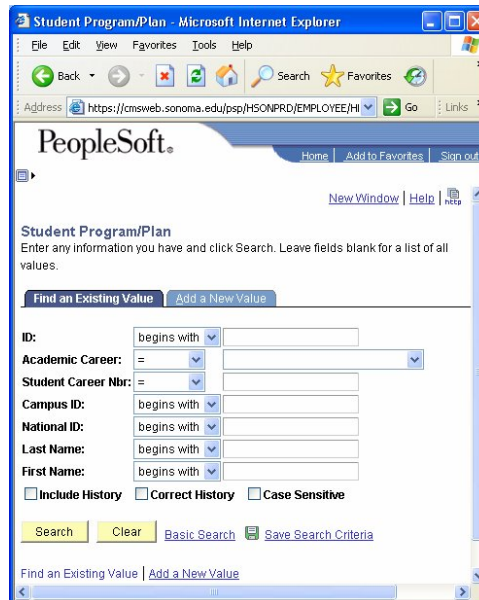 Student Program/Plan - Microsoft Internet Explorer
File Edit View Favorites Tools Help
Back Search Favorites
Address https://cmsweb.sonoma.edu/psp/HSONPRD/EMPLOYEE/HI Go Links
PeopleSoft.
Home Add to Favorites Sign out
New Window | Help | http
Student Program/Plan
Enter any information you have and click Search. Leave fields blank for a list of all
values.
Find an Existing Value Add a New Value
ID: begins with
Academic Career: =
Student Career Nbr: =
Campus ID: begins with
National ID: begins with
Last Name: begins with
First Name: begins with
Include History Correct History Case Sensitive
Search Clear Basic Search Save Search Criteria
Find an Existing Value | Add a New Value